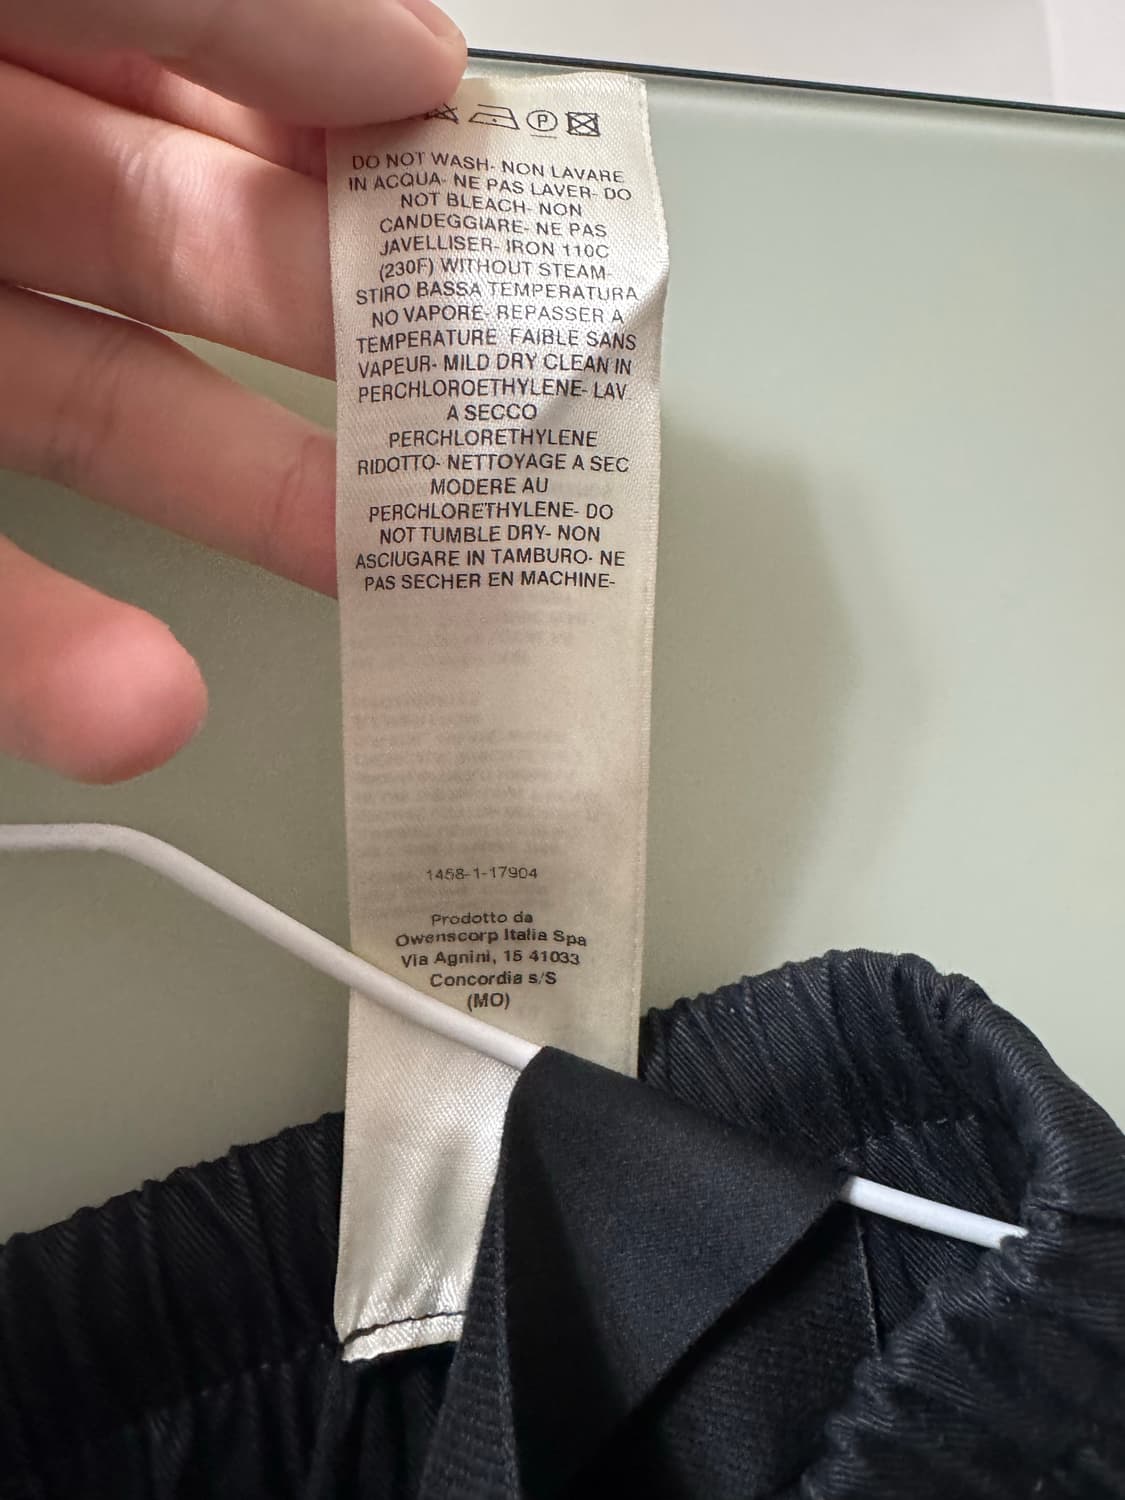 DO NOT WASH- NON LAVARE
IN ACQUA- NE PAS LAVER- DO
NOT BLEACH- NON
CANDEGGIARE- NE PAS
JAVELLISER- IRON 110C
(230F) WITHOUT STEAM-
STIRO BASSA TEMPERATURA
NO VAPORE- REPASSER A
TEMPERATURE FAIBLE SANS
VAPEUR- MILD DRY CLEAN IN
PERCHLOROETHYLENE- LAV.
A SECCO
PERCHLORETHYLENE
RIDOTTO- NETTOYAGE A SEC
MODERE AU
PERCHLORETHYLENE- DO
NOT TUMBLE DRY- NON
ASCIUGARE IN TAMBURO- NE
PAS SECHER EN MACHINE-
1458-1-17904
Prodotto da
Owenscorp Italia Spa
Via Agnini, 15 41033
Concordia s/S
(MO)